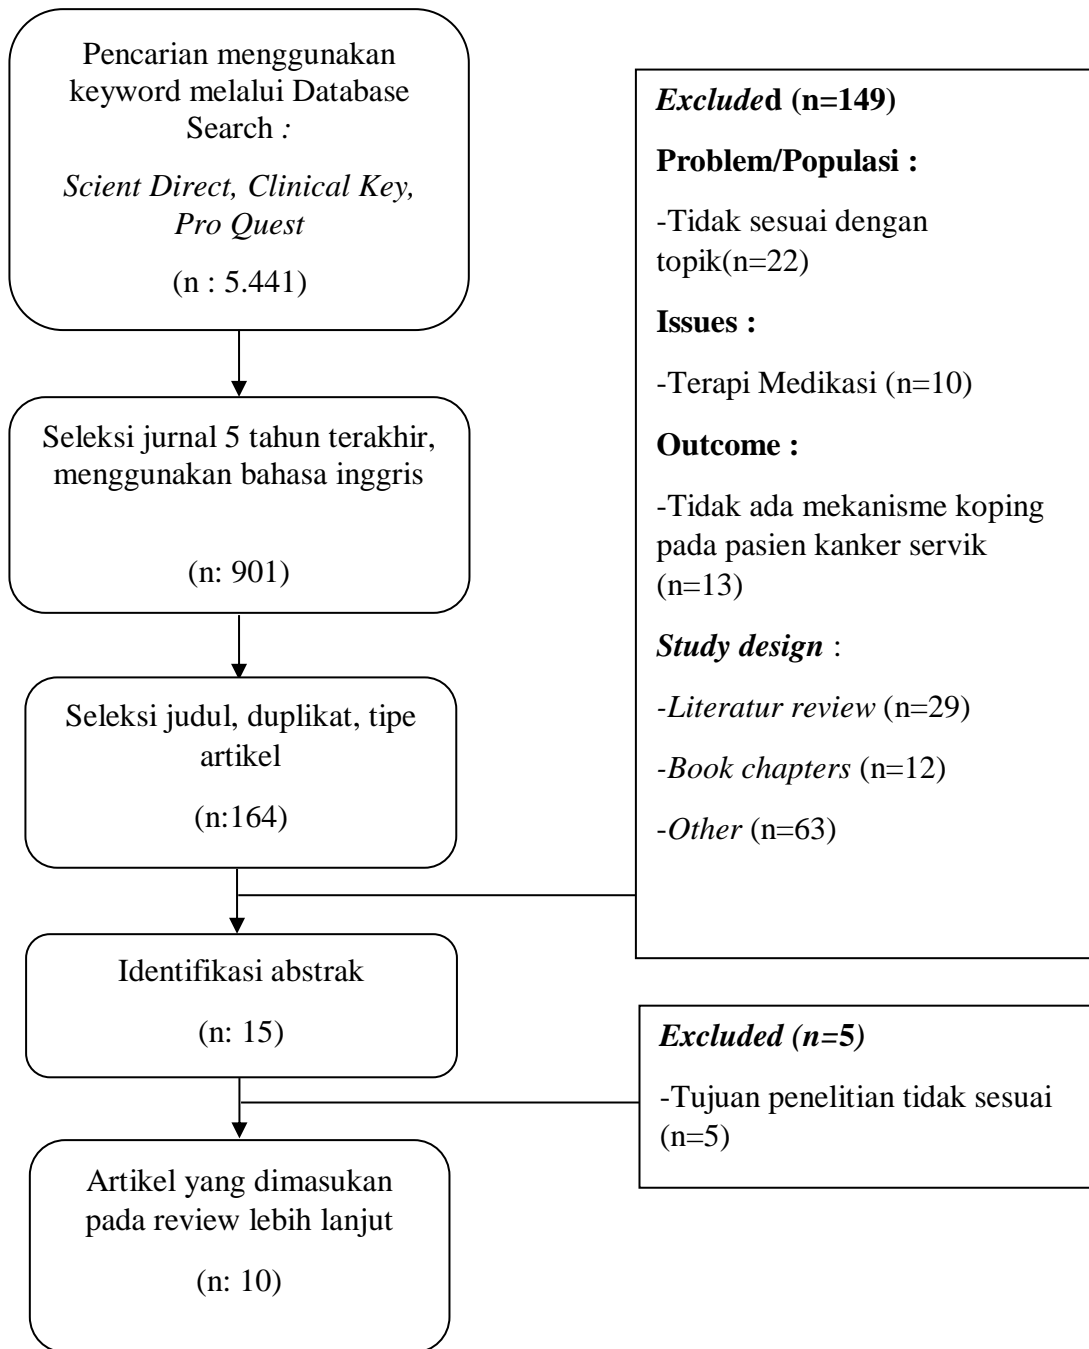 Pencarian menggunakan
keyword melalui Database
Search :
Scient Direct, Clinical Key,
Pro Quest
(n : 5.441)
Seleksi jurnal 5 tahun terakhir,
menggunakan bahasa inggris
(n: 901)
Seleksi judul, duplikat, tipe
artikel
(n:164)
Excluded (n=149)
Problem/Populasi :
-Tidak sesuai dengan
topik(n=22)
Issues :
-Terapi Medikasi (n=10)
Outcome :
-Tidak ada mekanisme koping
pada pasien kanker servik
(n=13)
Study design :
-Literatur review (n=29)
-Book chapters (n=12)
-Other (n=63)
Identifikasi abstrak
(n: 15)
Excluded (n=5)
-Tujuan penelitian tidak sesuai
(n=5)
Artikel yang dimasukan
pada review lebih lanjut
(n: 10)